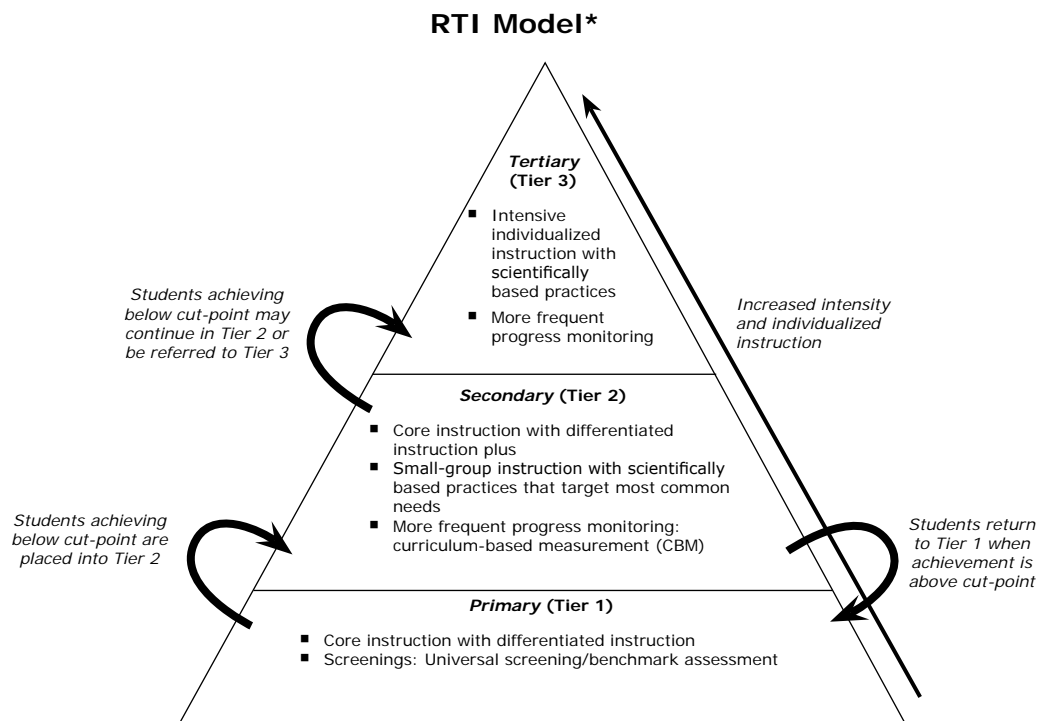 RTI Model*
Tertiary
(Tier 3)
■ Intensive
individualized
instruction with
scientifically
based practices
■ More frequent
progress monitoring
Students achieving
below cut-point may
continue in Tier 2 or
be referred to Tier 3
Increased intensity
and individualized
instruction
Secondary (Tier 2)
■ Core instruction with differentiated
instruction plus
■ Small-group instruction with scientifically
based practices that target most common
needs
■ More frequent progress monitoring:
curriculum-based measurement (CBM)
Students achieving
below cut-point are
placed into Tier 2
Students return
to Tier 1 when
achievement is
above cut-point
Primary (Tier 1)
■ Core instruction with differentiated instruction
■ Screenings: Universal screening/benchmark assessment